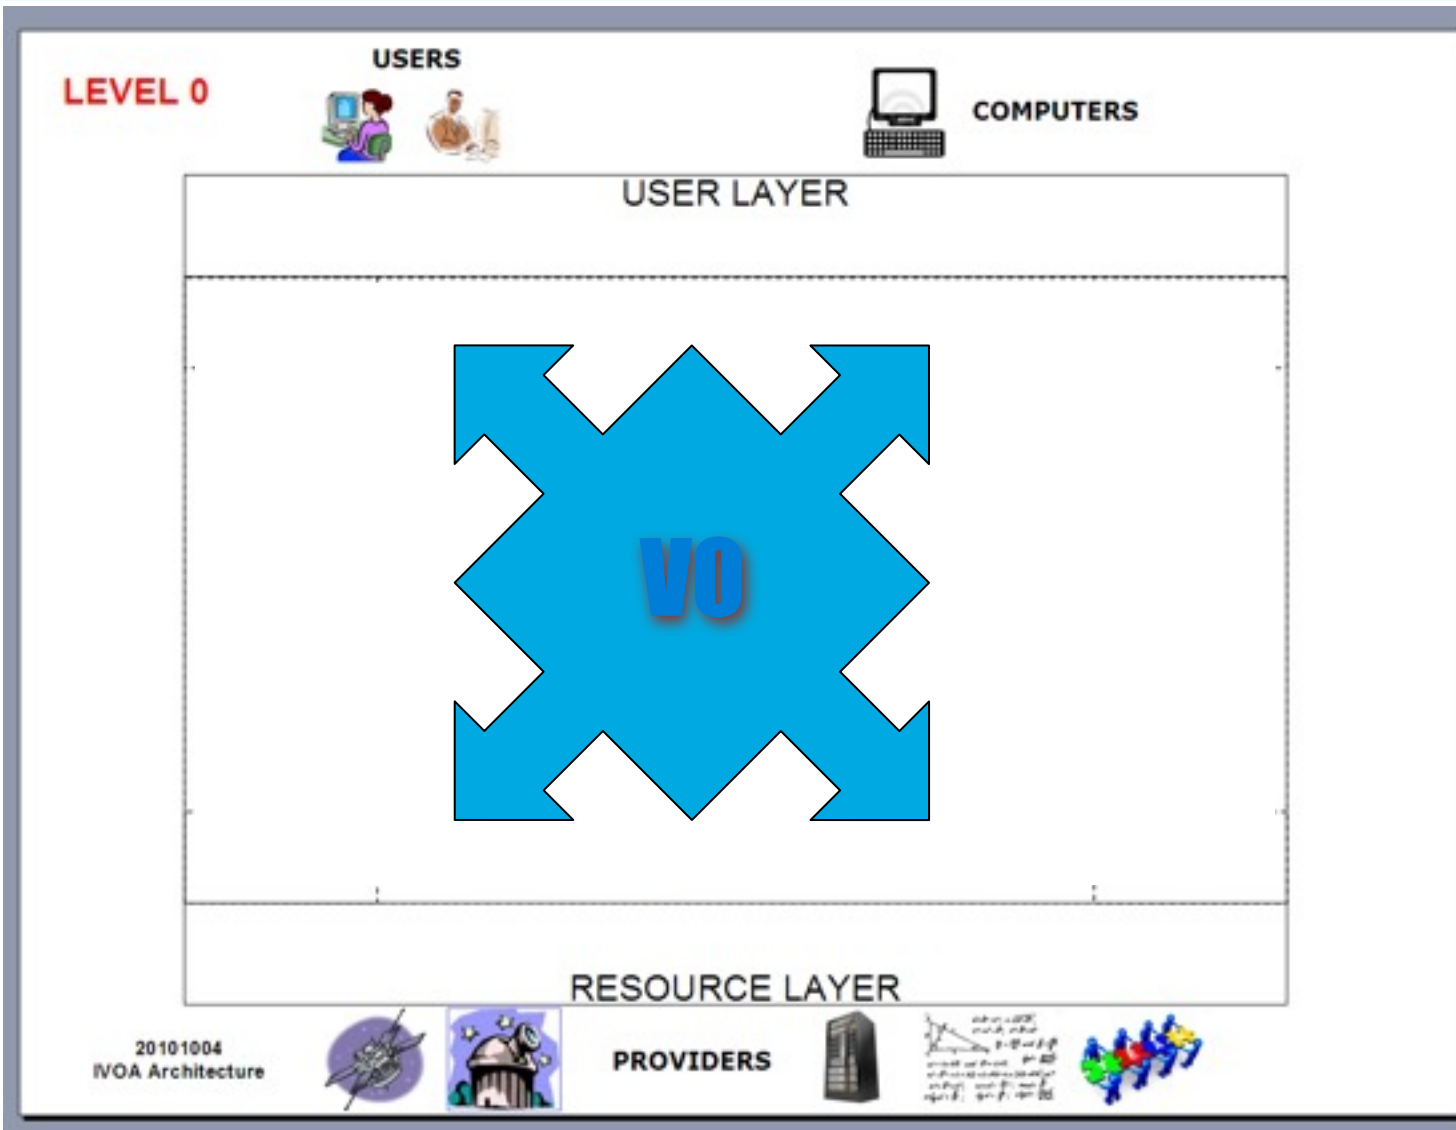 LEVEL 0
USERS
COMPUTERS
USER LAYER
VO
RESOURCE LAYER
20101004
IVOA Architecture
PROVIDERS